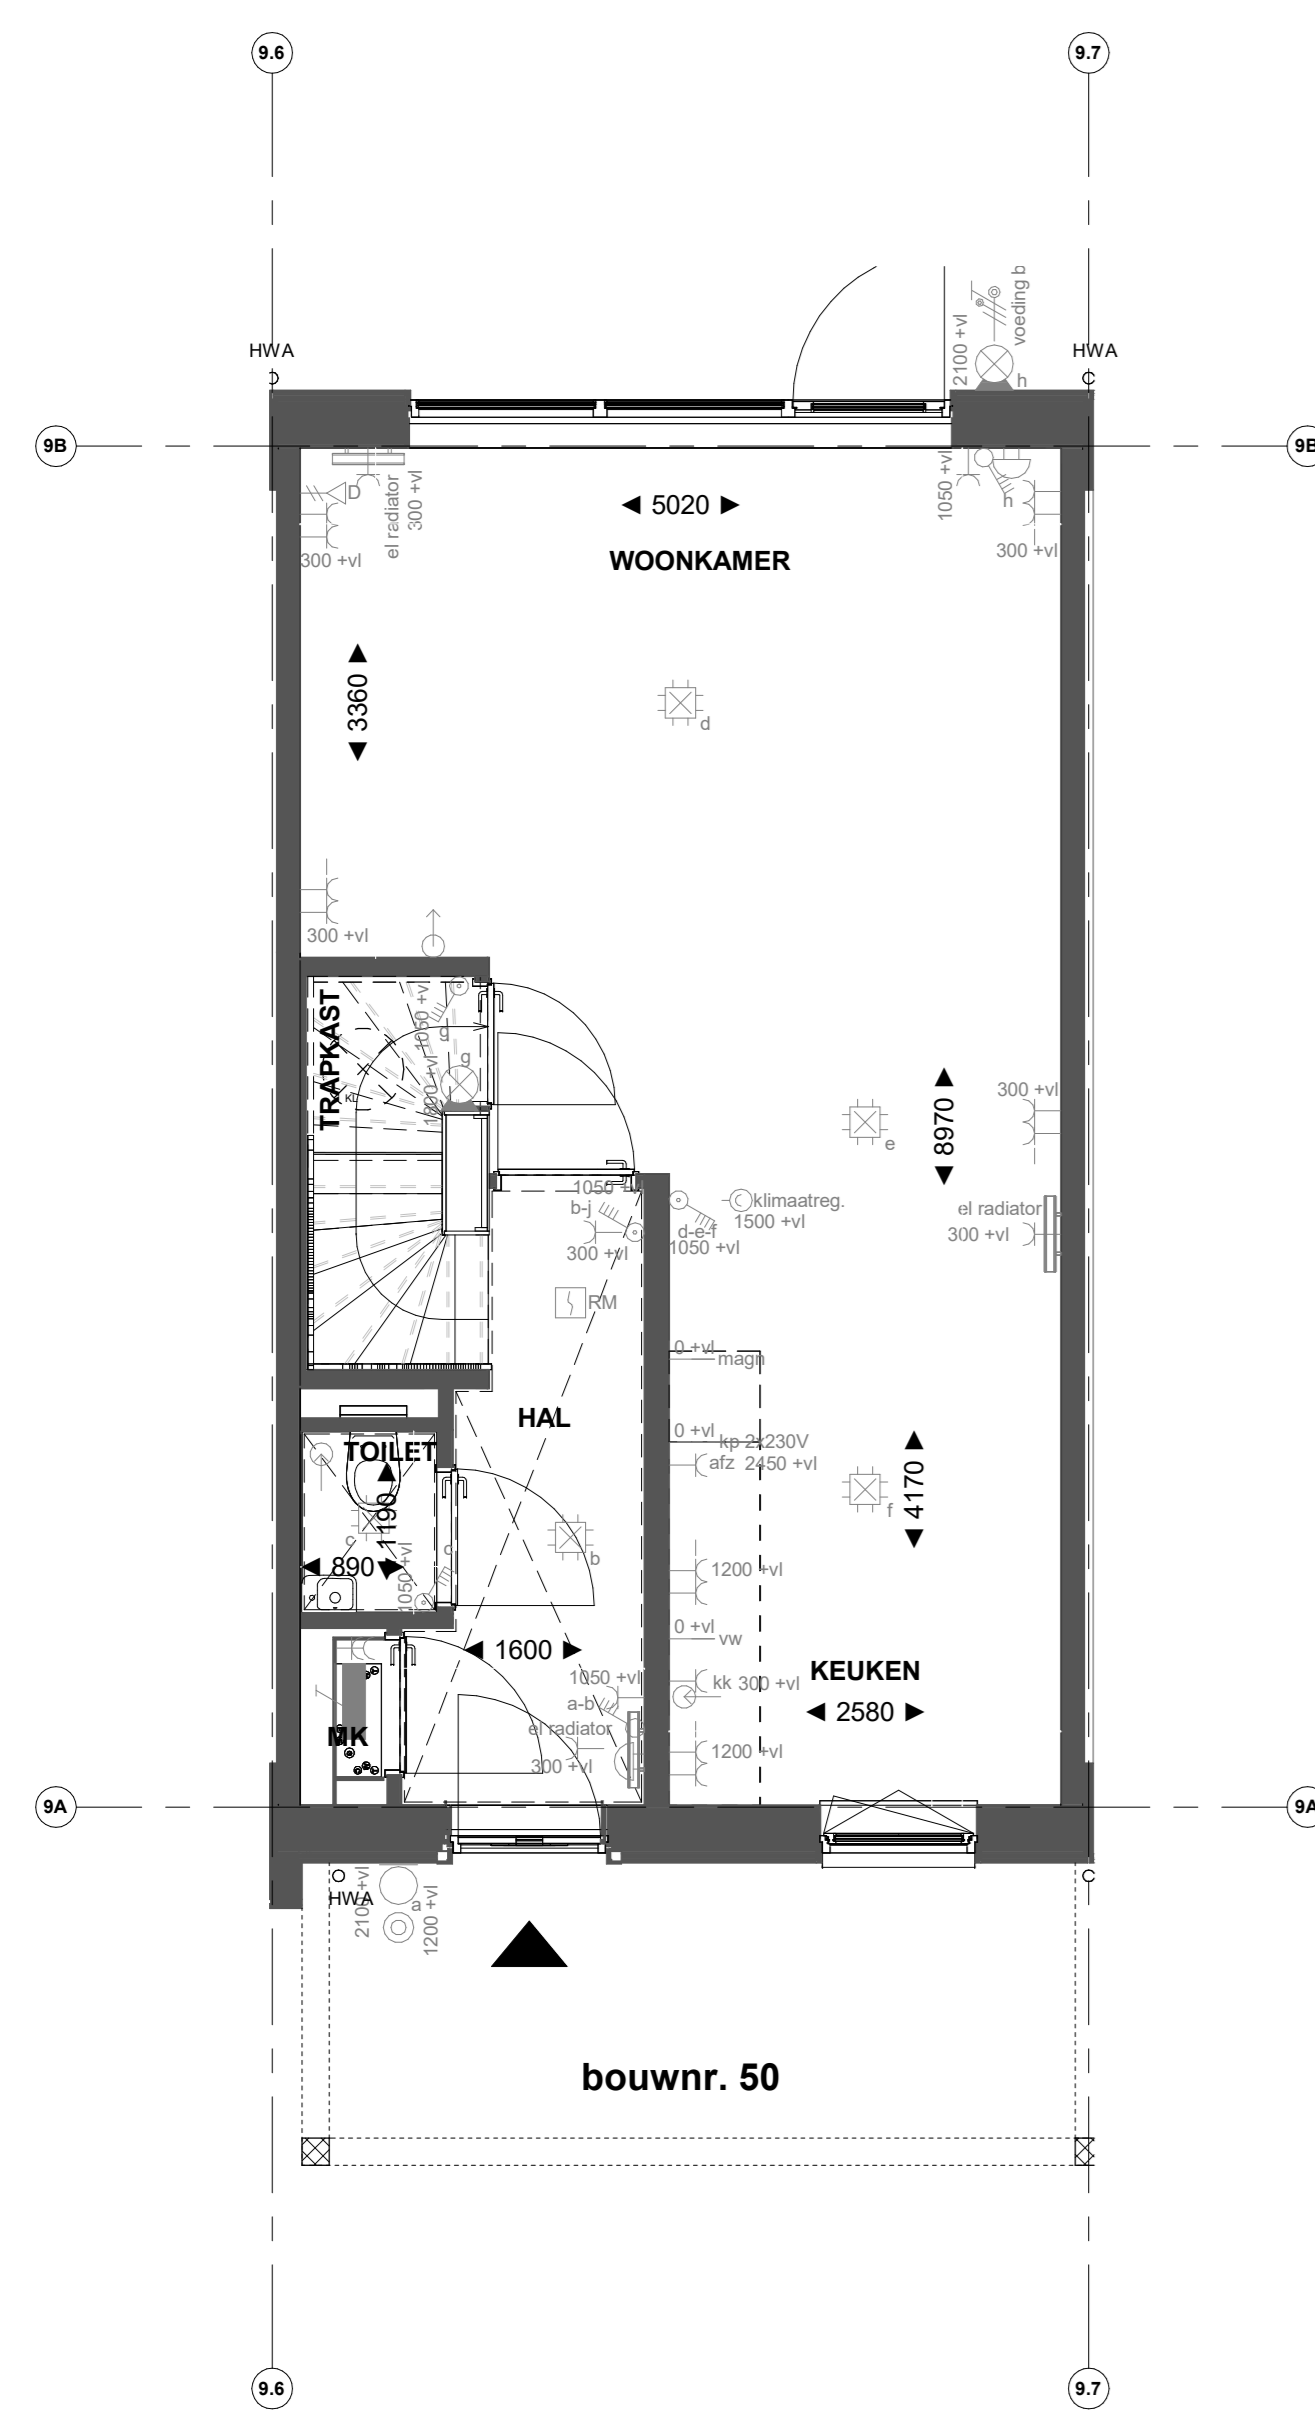 9.6
9.7
voeding b
2100 +vl
h
HWA
HWA
9B
9B
D
el radiator
300 +vl
300 +vl
5020
WOONKAMER
1050 +vl
h
300 +vl
3360
d
300 +vl
TRAPKAST
1050 +vl
g
g
1800 +vl
KL
8970
e
300 +vl
1050 +vl
b-j
300 +vl
d-e-f
1050 +vl
klimaatreg.
1500 +vl
el radiator
300 +vl
RM
0 +vl
magn
HAL
0 +vl
kp 2x230V
afz 2450 +vl
TOILET
1190
c
890
1050 +vl
c
b
4170
f
1200 +vl
0 +vl
vw
1600
KEUKEN
2580
1050 +vl
a-b
el radiator
300 +vl
kk 300 +vl
1200 +vl
MK
9A
9A
HWA
2100 +vl
a
1200 +vl
bouwnr. 50
9.6
9.7